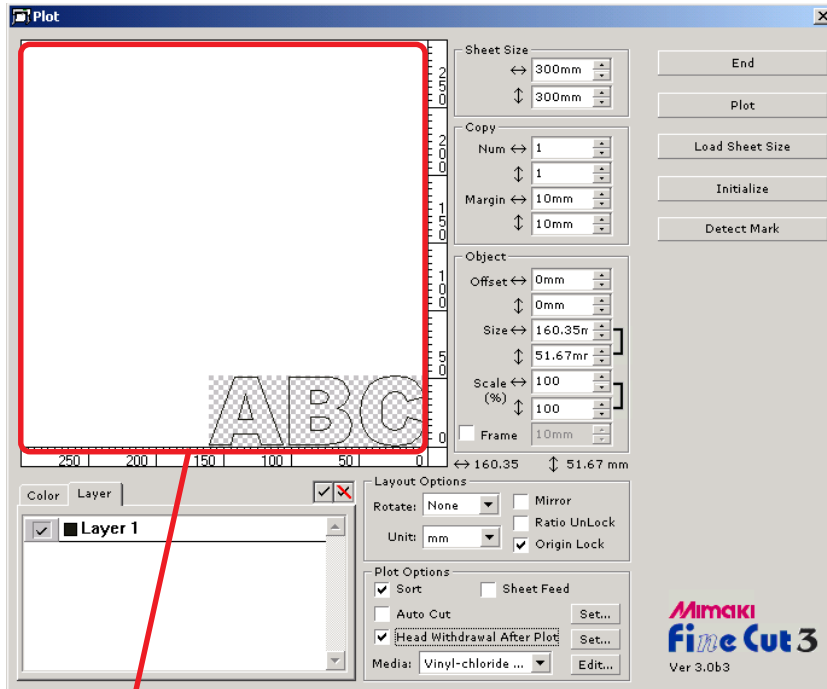 Plot
Sheet Size
↔ 300mm
↕ 300mm
Copy
Num ↔ 1
↕ 1
Margin ↔ 10mm
↕ 10mm
Object
Offset ↔ 0mm
↕ 0mm
Size ↔ 160.35m
↕ 51.67mr
Scale ↔ 100
(%) ↕ 100
Frame 10mm
↔ 160.35 ↕ 51.67 mm
End
Plot
Load Sheet Size
Initialize
Detect Mark
250
200
150
100
50
0
ABC
250 200 150 100 50 0
Color Layer
Layer 1
Layout Options
Rotate: None Mirror
Ratio UnLock
Unit: mm Origin Lock
Plot Options
Sort Sheet Feed
Auto Cut Set...
Head Withdrawal After Plot Set...
Media: Vinyl-chloride ... Edit...
Mimaki
Fine Cut 3
Ver 3.0b3